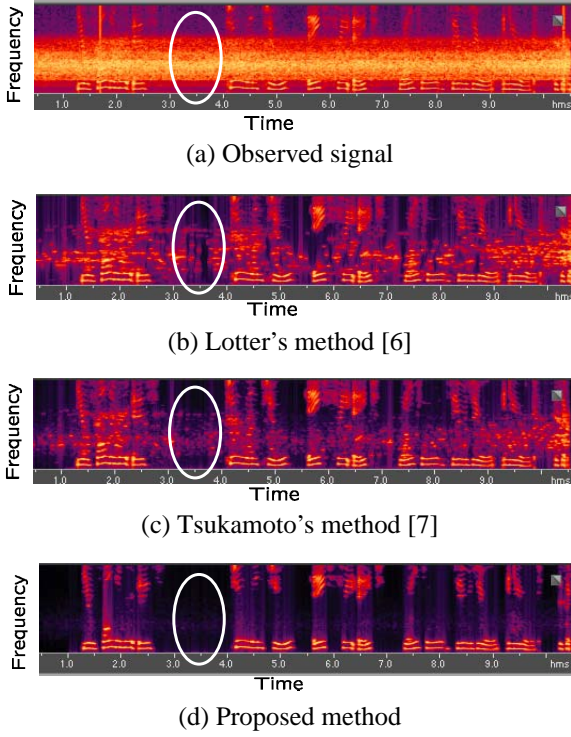 Frequency
1.0 2.0 3.0 4.0 5.0 6.0 7.0 8.0 9.0 hms
Time
(a) Observed signal
Frequency
1.0 2.0 3.0 4.0 5.0 6.0 7.0 8.0 9.0 hms
Time
(b) Lotter’s method [6]
Frequency
1.0 2.0 3.0 4.0 5.0 6.0 7.0 8.0 9.0 hms
Time
(c) Tsukamoto’s method [7]
Frequency
1.0 2.0 3.0 4.0 5.0 6.0 7.0 8.0 9.0 hms
Time
(d) Proposed method